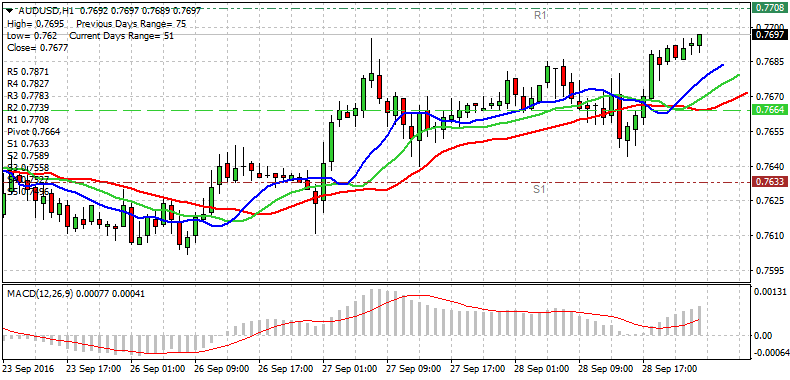 AUDUSD,H1 0.7692 0.7697 0.7689 0.7697
High= 0.7695 Previous Days Range= 75
Low= 0.762 Current Days Range= 51
Close= 0.7677
R5 0.7871
R4 0.7827
R3 0.7783
R2 0.7739
R1 0.7708
Pivot 0.7664
S1 0.7633
S2 0.7589
S3 0.7558
R1
S1
0.7708
0.7700
0.7697
0.7685
0.7670
0.7664
0.7655
0.7640
0.7633
0.7625
0.7610
0.7595
MACD(12,26,9) 0.00077 0.00041
0.00131
0.00
-0.00064
23 Sep 2016
23 Sep 17:00
26 Sep 01:00
26 Sep 09:00
26 Sep 17:00
27 Sep 01:00
27 Sep 09:00
27 Sep 17:00
28 Sep 01:00
28 Sep 09:00
28 Sep 17:00